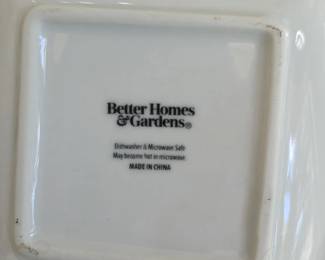 Better Homes
& Gardens®
Dishwasher & Microwave Safe
May become hot in microwave
MADE IN CHINA